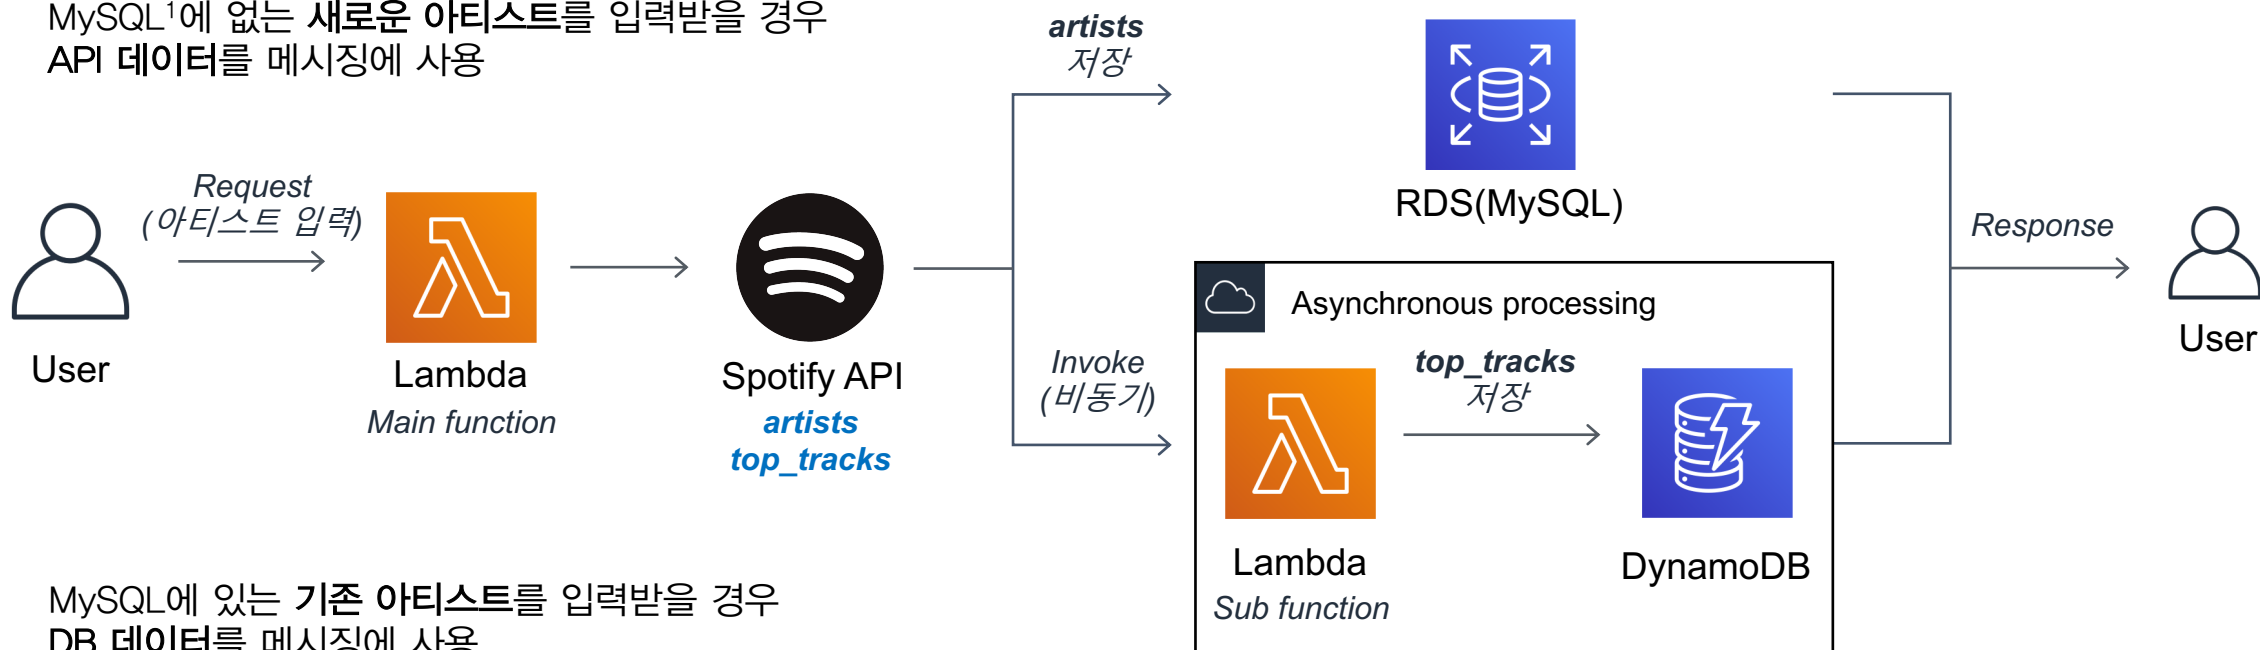 MySQL¹에 없는 새로운 아티스트를 입력받을 경우
API 데이터를 메시징에 사용
artists
저장
RDS(MySQL)
Request
(아티스트 입력)
User
Lambda
Main function
Spotify API
artists
top_tracks
Invoke
(비동기)
Asynchronous processing
top_tracks
저장
Lambda
Sub function
DynamoDB
Response
User
MySQL에 있는 기존 아티스트를 입력받을 경우
DB 데이터를 메시징에 사용